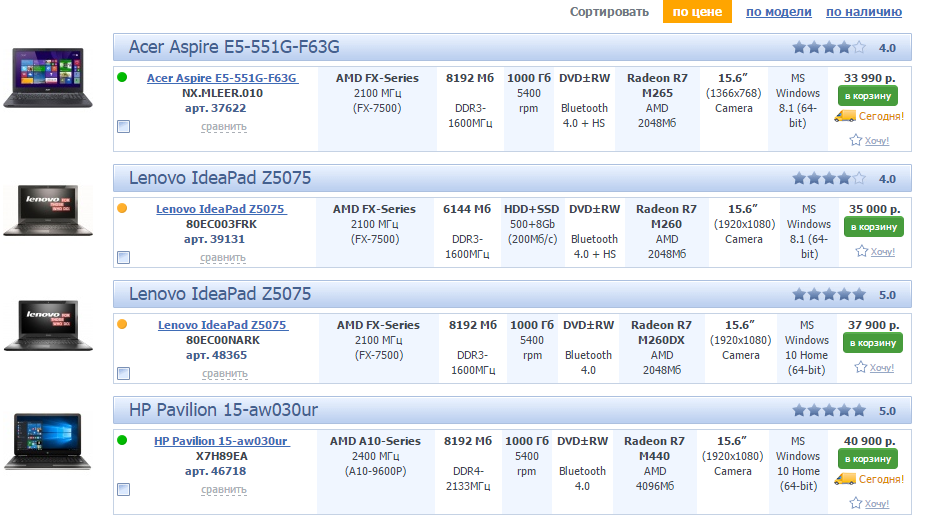 Сортировать по цене по модели по наличию
Acer Aspire E5-551G-F63G 4.0
Acer Aspire E5-551G-F63G AMD FX-Series 8192 Мб 1000 Гб DVD±RW Radeon R7 15.6” MS 33 990 р.
NX.MLEER.010 2100 МГц 5400 M265 (1366x768) Windows в корзину
арт. 37622 (FX-7500) DDR3- rpm Bluetooth AMD Camera 8.1 (64- Сегодня!
сравнить 1600МГц 4.0 + HS 2048Мб bit)
Хочу!
Lenovo IdeaPad Z5075 4.0
Lenovo IdeaPad Z5075 AMD FX-Series 6144 Мб HDD+SSD DVD±RW Radeon R7 15.6” MS 35 000 р.
80EC003FRK 2100 МГц 500+8Gb M260 (1920x1080) Windows в корзину
арт. 39131 (FX-7500) DDR3- (200Мб/с) Bluetooth AMD Camera 8.1 (64- Хочу!
сравнить 1600МГц 4.0 + HS 2048Мб bit)
Lenovo IdeaPad Z5075 5.0
Lenovo IdeaPad Z5075 AMD FX-Series 8192 Мб 1000 Гб DVD±RW Radeon R7 15.6” MS 37 900 р.
80EC00NARK 2100 МГц 5400 M260DX (1920x1080) Windows в корзину
арт. 48365 (FX-7500) DDR3- rpm Bluetooth AMD Camera 10 Home Хочу!
сравнить 1600МГц 4.0 2048Мб (64-bit)
HP Pavilion 15-aw030ur 5.0
HP Pavilion 15-aw030ur AMD A10-Series 8192 Мб 1000 Гб DVD±RW Radeon R7 15.6” MS 40 900 р.
X7H89EA 2400 МГц 5400 M440 (1920x1080) Windows в корзину
арт. 46718 (A10-9600P) DDR4- rpm Bluetooth AMD Camera 10 Home Сегодня!
сравнить 2133МГц 4.0 4096Мб (64-bit)
Хочу!